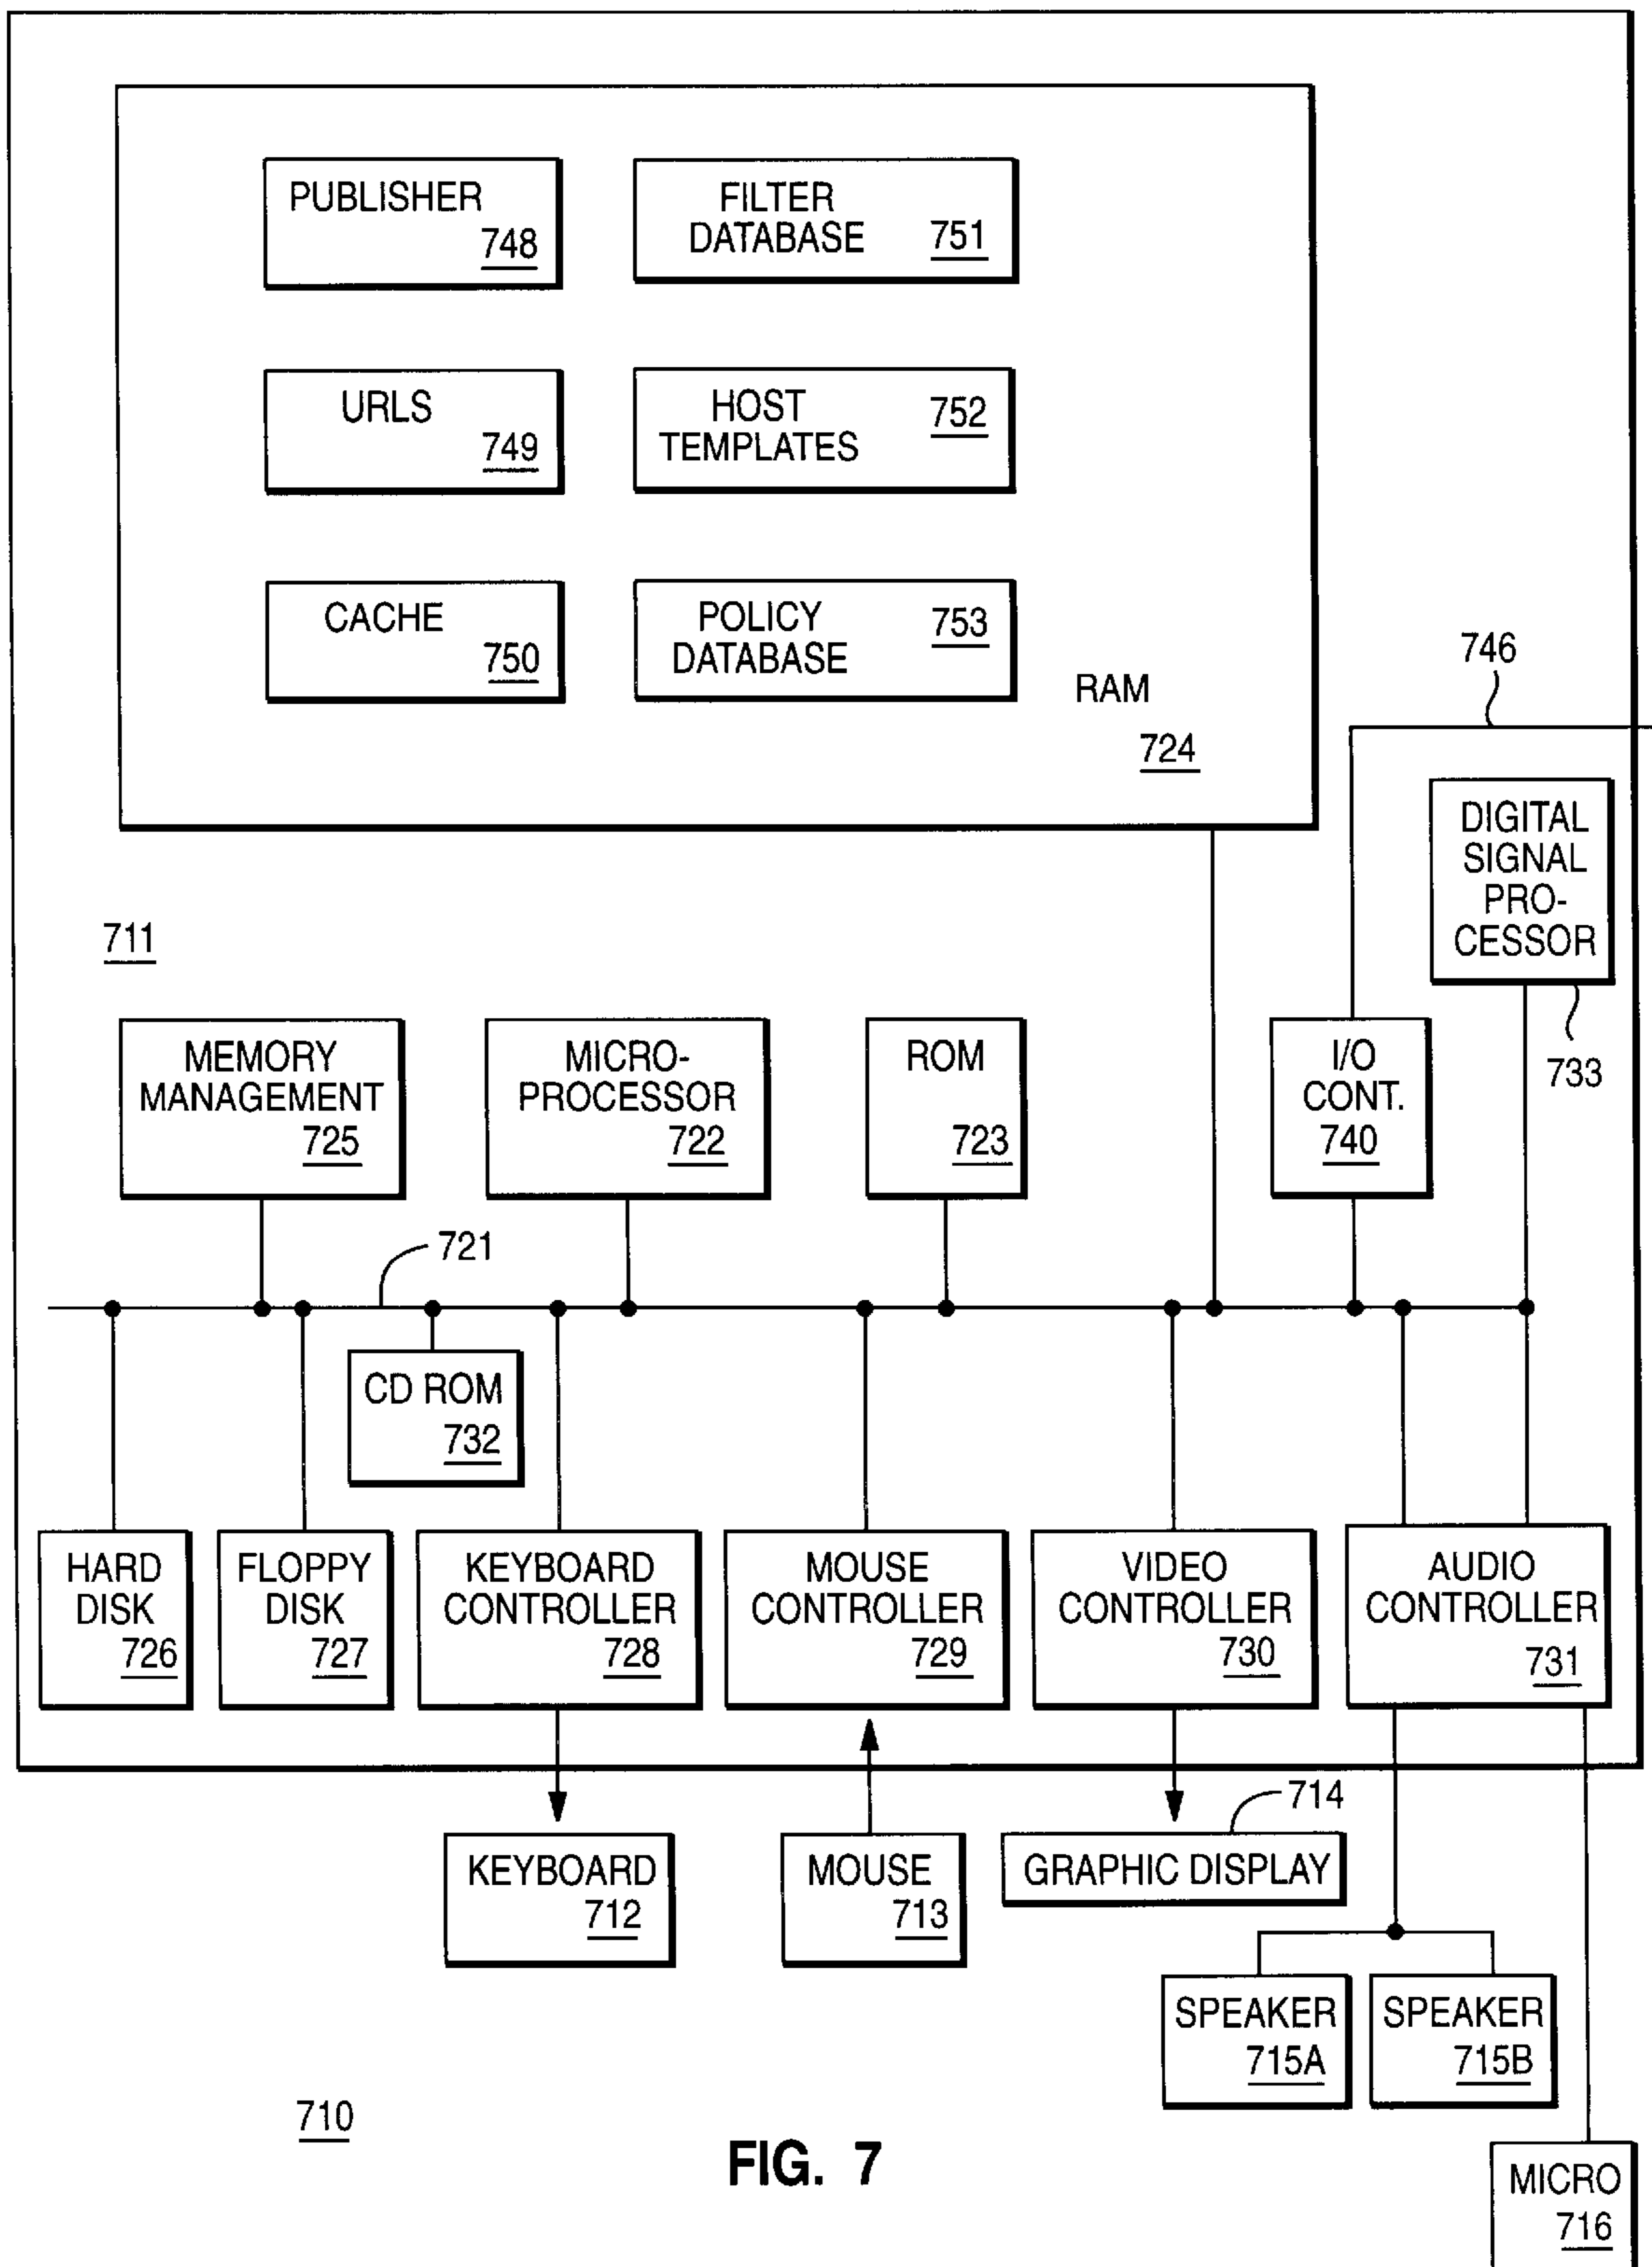 PUBLISHER
748
FILTER
DATABASE 751
URLS
749
HOST
TEMPLATES
752
CACHE
750
POLICY
DATABASE
753
RAM
724
746
DIGITAL
SIGNAL
PRO-
CESSOR
733
711
MEMORY
MANAGEMENT
725
MICRO-
PROCESSOR
722
ROM
723
I/O
CONT.
740
721
CD ROM
732
HARD
DISK
726
FLOPPY
DISK
727
KEYBOARD
CONTROLLER
728
MOUSE
CONTROLLER
729
VIDEO
CONTROLLER
730
AUDIO
CONTROLLER
731
714
KEYBOARD
712
MOUSE
713
GRAPHIC DISPLAY
SPEAKER
715A
SPEAKER
715B
710
FIG. 7
MICRO
716